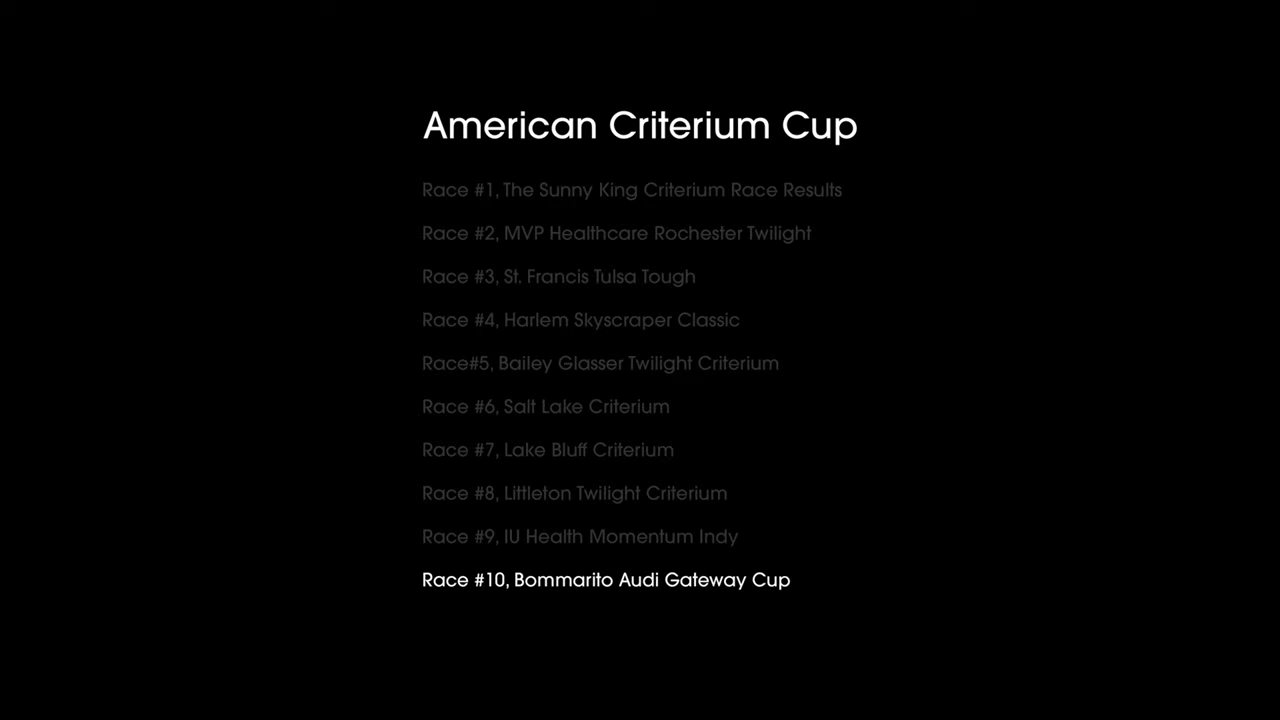 American Criterium Cup
Race #1, The Sunny King Criterium Race Results
Race #2, MVP Healthcare Rochester Twilight
Race #3, St. Francis Tulsa Tough
Race #4, Harlem Skyscraper Classic
Race#5, Bailey Glasser Twilight Criterium
Race #6, Salt Lake Criterium
Race #7, Lake Bluff Criterium
Race #8, Littleton Twilight Criterium
Race #9, IU Health Momentum Indy
Race #10, Bommarito Audi Gateway Cup